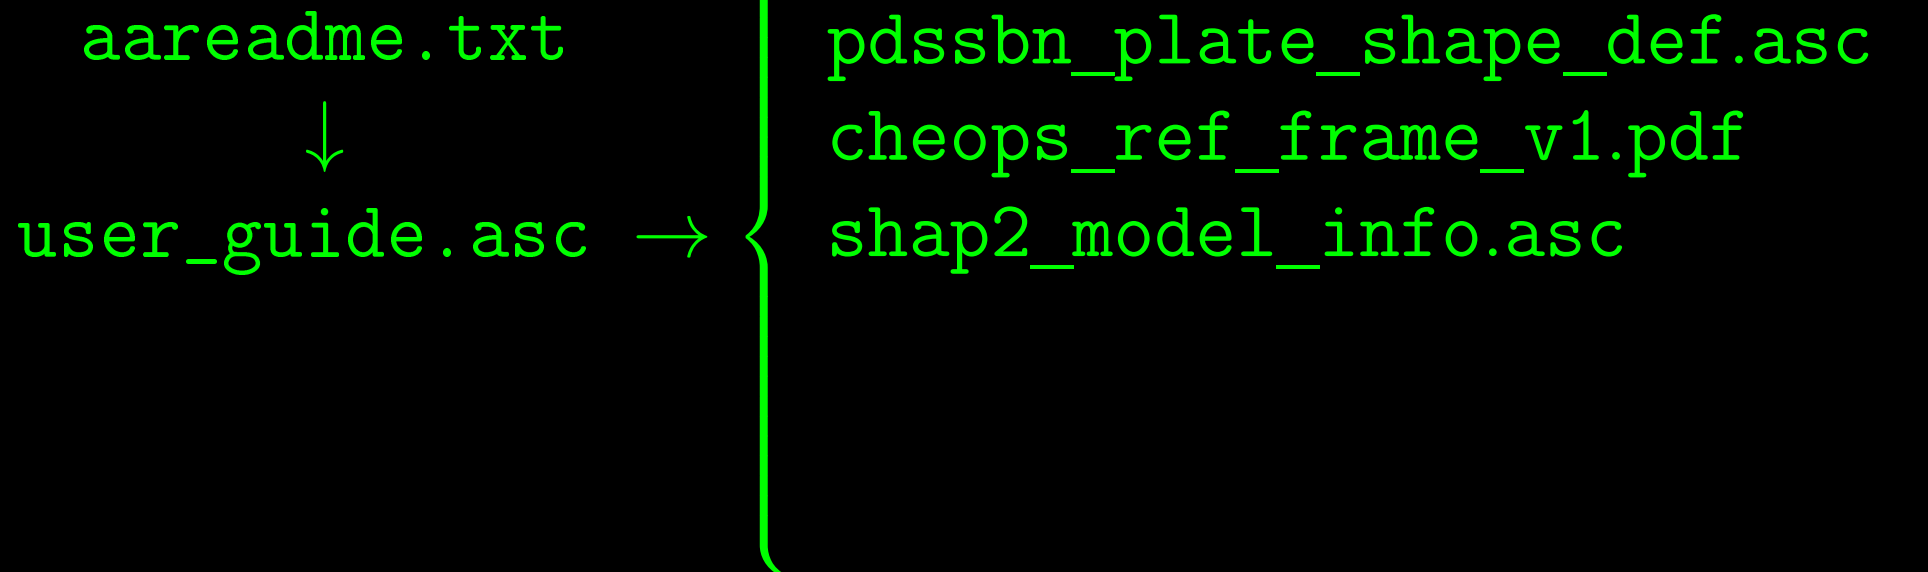 aareadme.txt
↓
user_guide.asc →
pdssbn_plate_shape_def.asc
cheops_ref_frame_v1.pdf
shap2_model_info.asc